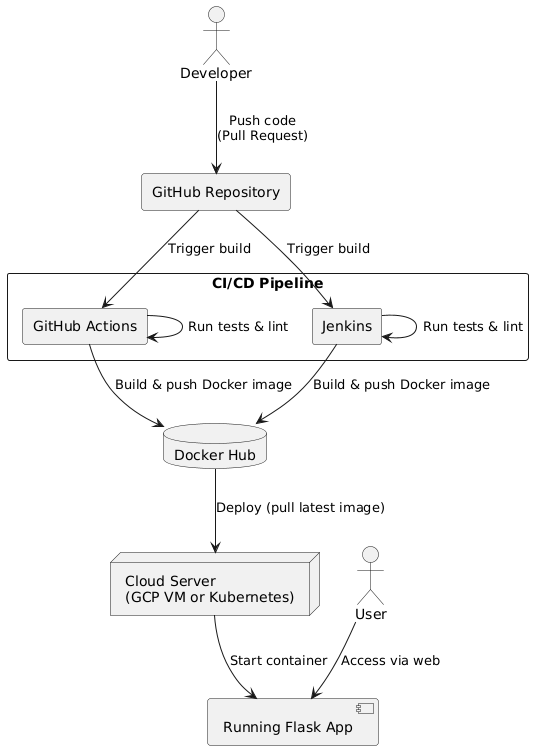 Developer
Push code
(Pull Request)
GitHub Repository
Trigger build
Trigger build
CI/CD Pipeline
GitHub Actions
Run tests & lint
Jenkins
Run tests & lint
Build & push Docker image
Build & push Docker image
Docker Hub
Deploy (pull latest image)
Cloud Server
(GCP VM or Kubernetes)
User
Start container
Access via web
Running Flask App